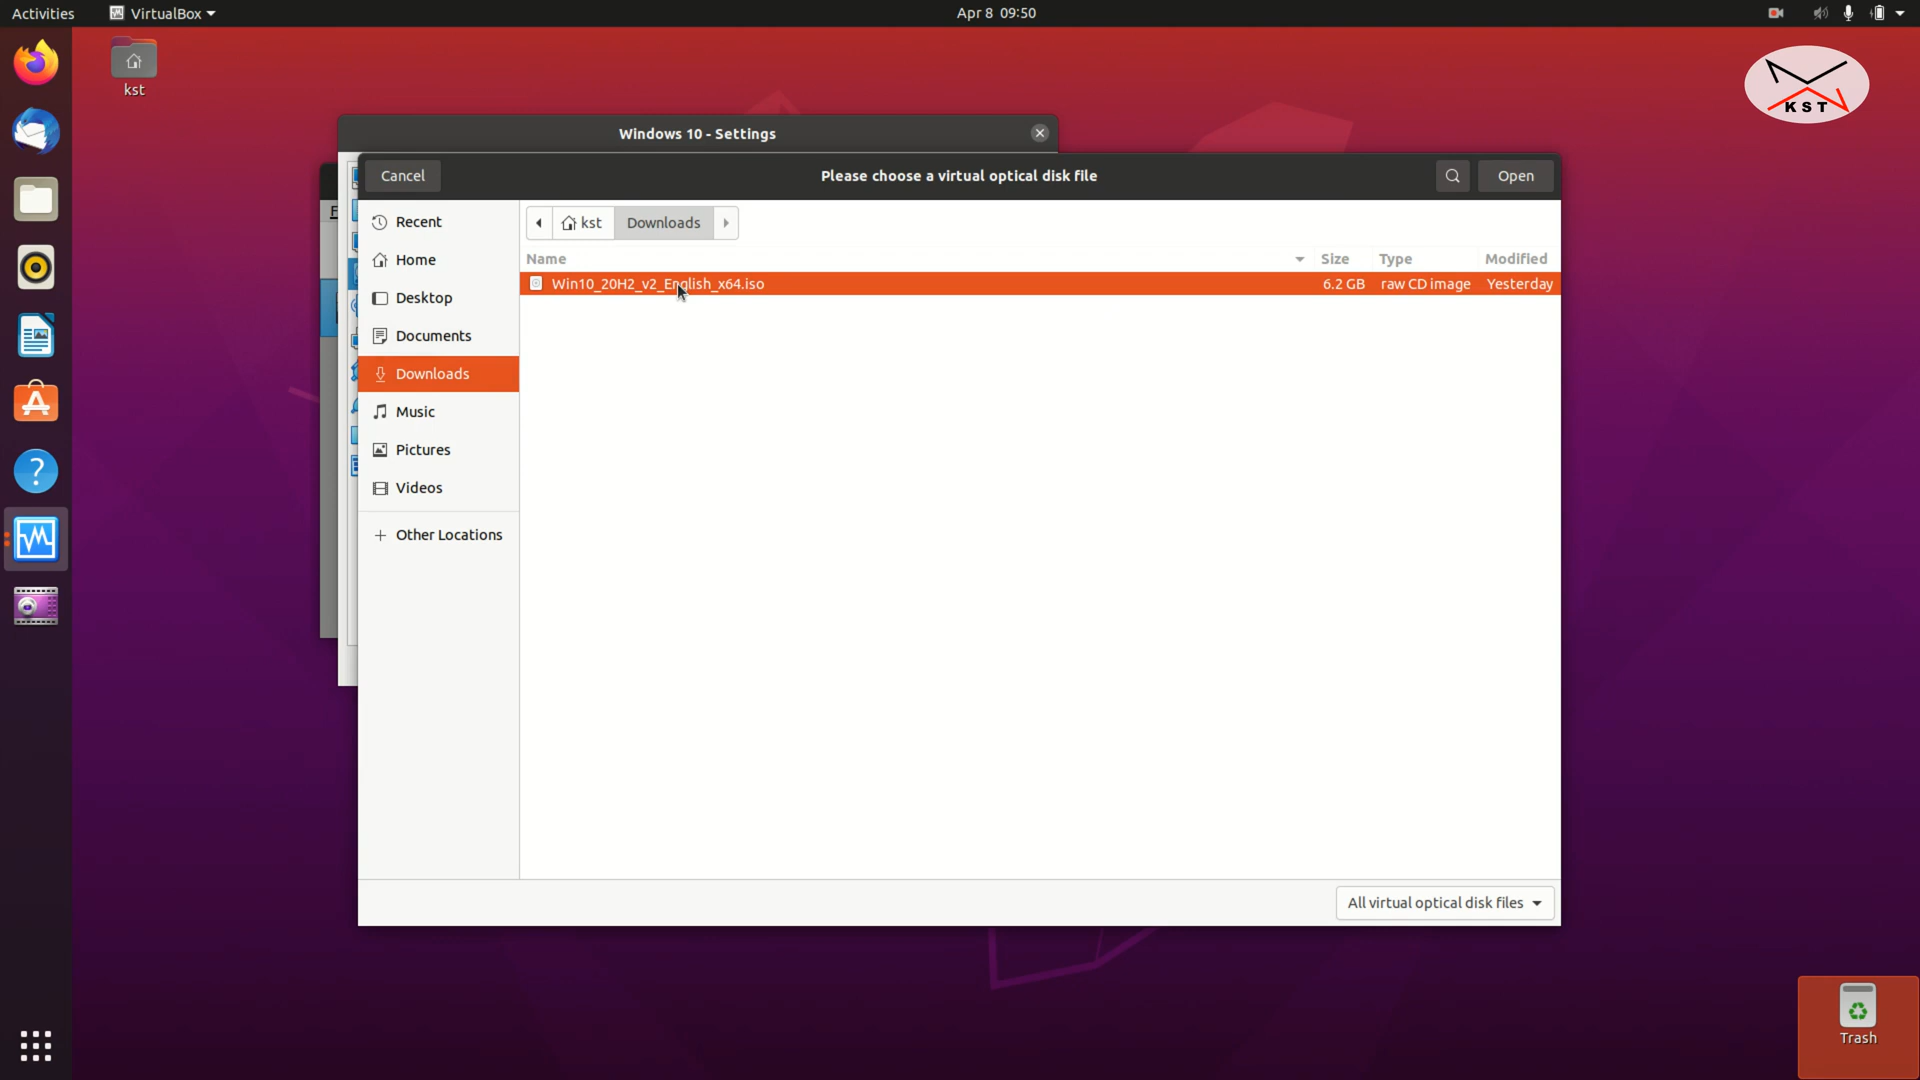 Activities VirtualBox Apr 8 09:50
kst
KST
Windows 10 - Settings
Cancel Please choose a virtual optical disk file Open
F
Recent
Home
Desktop
Documents
Downloads
Music
Pictures
Videos
Other Locations
kst Downloads
Name Size Type Modified
Win10_20H2_v2_English_x64.iso 6.2 GB raw CD image Yesterday
All virtual optical disk files
Trash